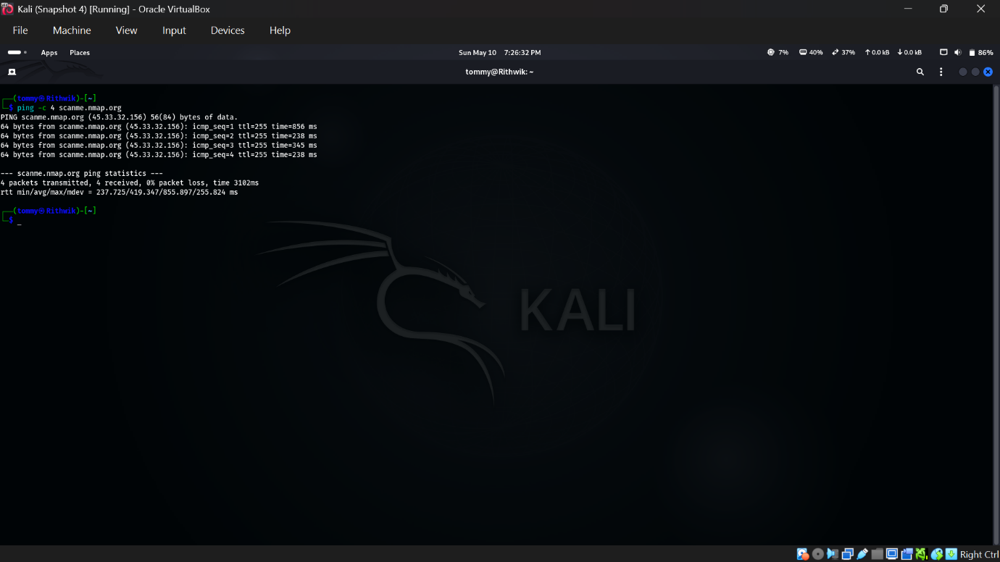 Kali (Snapshot 4) [Running] - Oracle VirtualBox
File Machine View Input Devices Help
Apps Places Sun May 10 7:26:32 PM 7% 40% 37% ↑0.0 kB ↓0.0 kB 86%
tommy@Rithwik: ~
┌──(tommy㉿Rithwik)-[~]
└─$ ping -c 4 scanme.nmap.org
PING scanme.nmap.org (45.33.32.156) 56(84) bytes of data.
64 bytes from scanme.nmap.org (45.33.32.156): icmp_seq=1 ttl=255 time=856 ms
64 bytes from scanme.nmap.org (45.33.32.156): icmp_seq=2 ttl=255 time=238 ms
64 bytes from scanme.nmap.org (45.33.32.156): icmp_seq=3 ttl=255 time=345 ms
64 bytes from scanme.nmap.org (45.33.32.156): icmp_seq=4 ttl=255 time=238 ms
--- scanme.nmap.org ping statistics ---
4 packets transmitted, 4 received, 0% packet loss, time 3102ms
rtt min/avg/max/mdev = 237.725/419.347/855.897/255.824 ms
┌──(tommy㉿Rithwik)-[~]
└─$ _
KALI
Right Ctrl